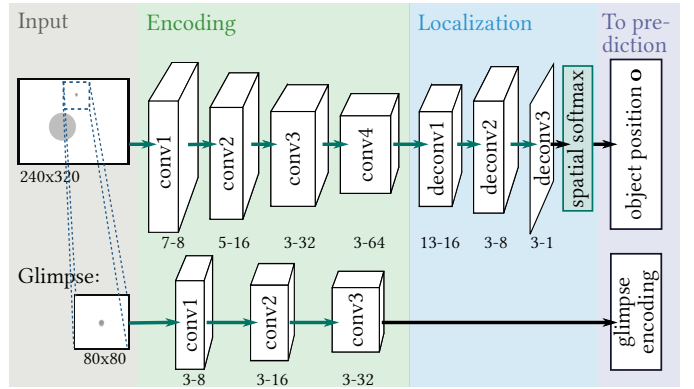 Input
Encoding
Localization
To pre-
diction
conv1
conv2
conv3
conv4
deconv1
deconv2
deconv3
spatial softmax
object position o
240x320
7-8
5-16
3-32
3-64
13-16
3-8
3-1
Glimpse:
conv1
conv2
conv3
glimpse
encoding
80x80
3-8
3-16
3-32